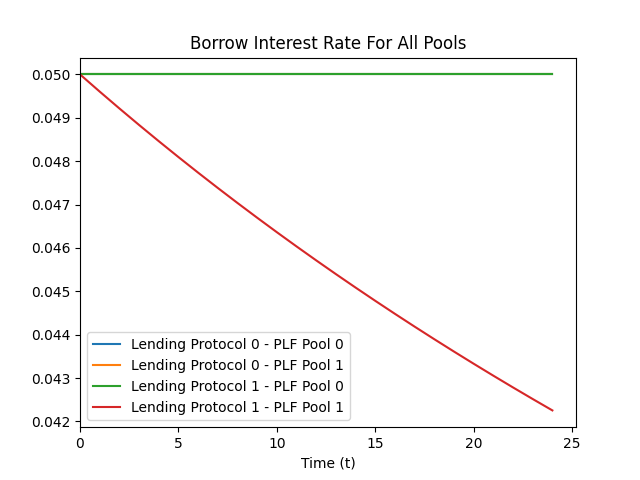 Borrow Interest Rate For All Pools
0.050
0.049
0.048
0.047
0.046
0.045
0.044
0.043
0.042
Lending Protocol 0 - PLF Pool 0
Lending Protocol 0 - PLF Pool 1
Lending Protocol 1 - PLF Pool 0
Lending Protocol 1 - PLF Pool 1
0 5 10 15 20 25
Time (t)